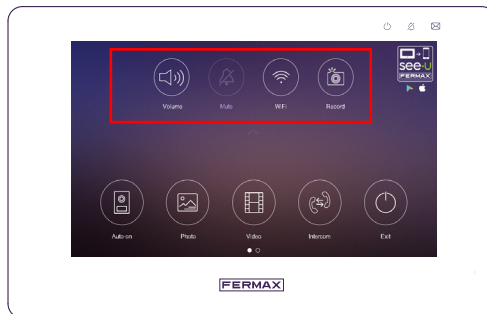 see-u
FERMAX
Volume
Mute
WiFi
Record
Auto-on
Photo
Video
Intercom
Exit
FERMAX